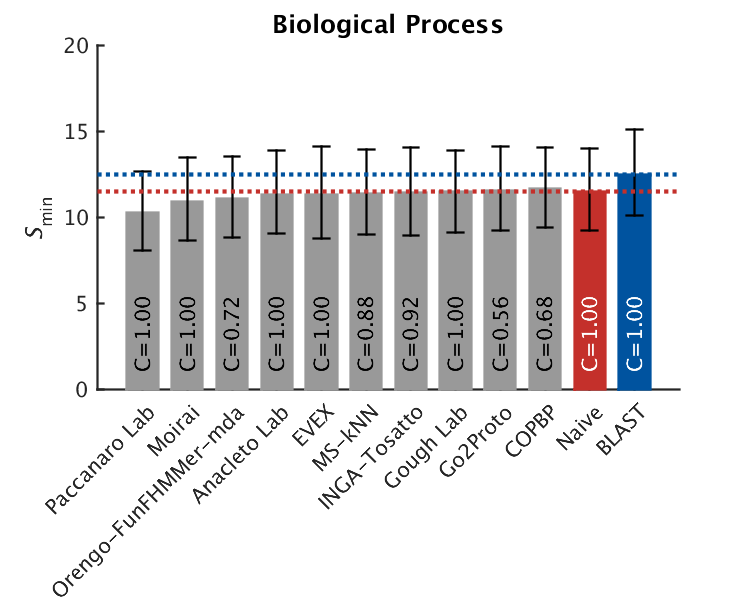 Biological Process
20
15
10
5
0
Smin
C=1.00
C=1.00
C=0.72
C=1.00
C=1.00
C=0.88
C=0.92
C=1.00
C=0.56
C=0.68
C=1.00
C=1.00
Paccanaro Lab
Moirai
Orengo-FunFHMMer-mda
Anacleto Lab
EVEX
MS-kNN
INGA-Tosatto
Gough Lab
Go2Proto
COPBP
Naive
BLAST